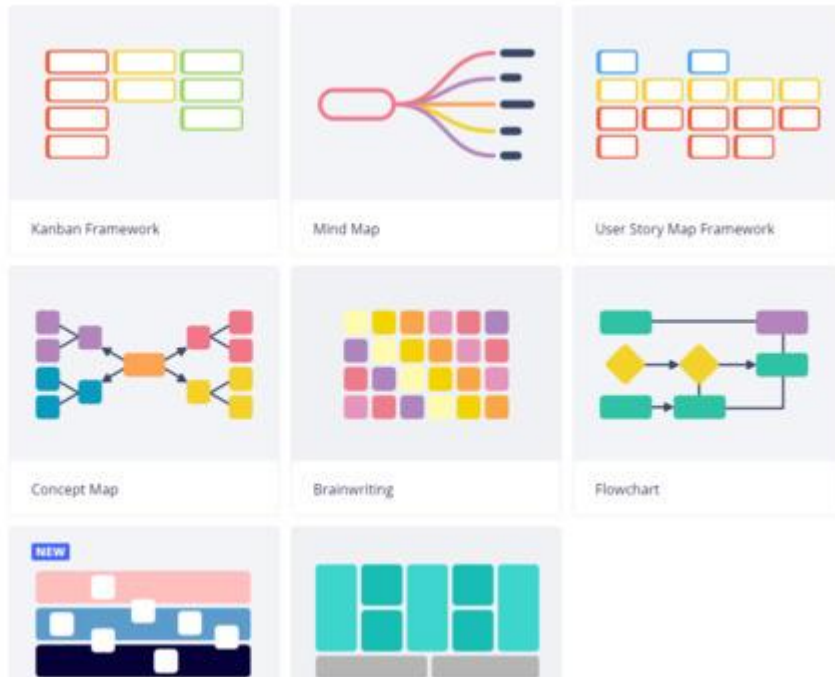 Kanban Framework
Mind Map
User Story Map Framework
Concept Map
Brainwriting
Flowchart
NEW